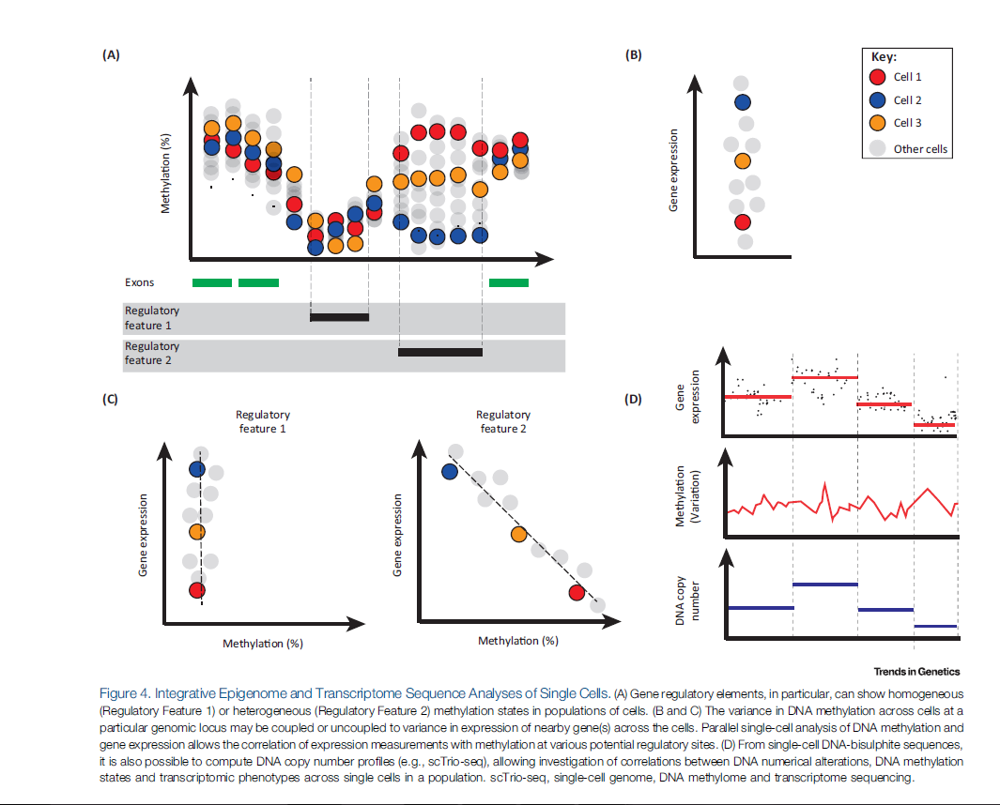 (A)
Methylation (%)
Exons
Regulatory
feature 1
Regulatory
feature 2
(B)
Gene expression
Key:
Cell 1
Cell 2
Cell 3
Other cells
(C)
Regulatory
feature 1
Gene expression
Methylation (%)
Regulatory
feature 2
Gene expression
Methylation (%)
(D)
Gene
expression
Methylation
(Variation)
DNA copy
number
Trends in Genetics
Figure 4. Integrative Epigenome and Transcriptome Sequence Analyses of Single Cells. (A) Gene regulatory elements, in particular, can show homogeneous
(Regulatory Feature 1) or heterogeneous (Regulatory Feature 2) methylation states in populations of cells. (B and C) The variance in DNA methylation across cells at a
particular genomic locus may be coupled or uncoupled to variance in expression of nearby gene(s) across the cells. Parallel single-cell analysis of DNA methylation and
gene expression allows the correlation of expression measurements with methylation at various potential regulatory sites. (D) From single-cell DNA-bisulphite sequences,
it is also possible to compute DNA copy number profiles (e.g., scTrio-seq), allowing investigation of correlations between DNA numerical alterations, DNA methylation
states and transcriptomic phenotypes across single cells in a population. scTrio-seq, single-cell genome, DNA methylome and transcriptome sequencing.